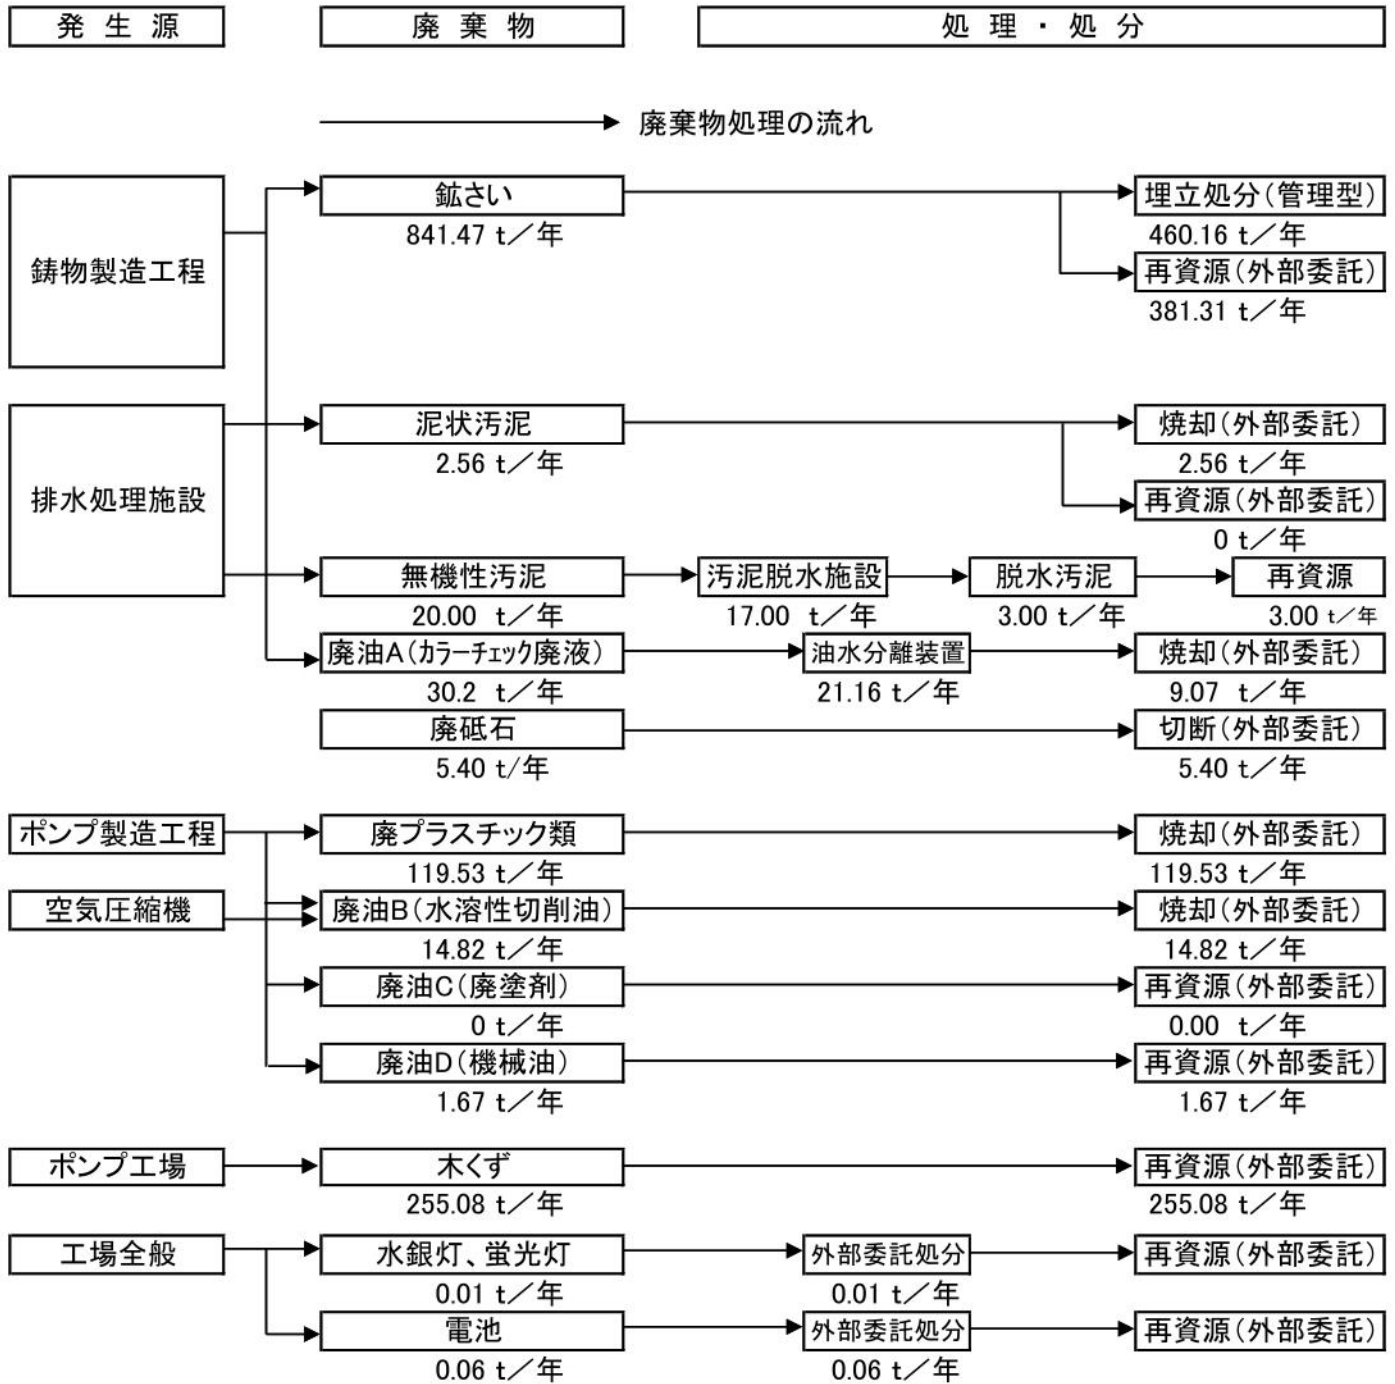 発 生 源
廃 棄 物
処 理 ・ 処 分
廃棄物処理の流れ
鋳物製造工程
鉱さい
841.47 t／年
埋立処分(管理型)
460.16 t／年
再資源(外部委託)
381.31 t／年
排水処理施設
泥状汚泥
2.56 t／年
焼却(外部委託)
2.56 t／年
再資源(外部委託)
0 t／年
無機性汚泥
20.00 t／年
汚泥脱水施設
17.00 t／年
脱水汚泥
3.00 t／年
再資源
3.00 t／年
廃油A(ｶﾗｰﾁｪｯｸ廃液)
30.2 t／年
油水分離装置
21.16 t／年
焼却(外部委託)
9.07 t／年
廃砥石
5.40 t/年
切断(外部委託)
5.40 t／年
ポンプ製造工程
廃プラスチック類
119.53 t／年
焼却(外部委託)
119.53 t／年
空気圧縮機
廃油B(水溶性切削油)
14.82 t／年
焼却(外部委託)
14.82 t／年
廃油C(廃塗剤)
0 t／年
再資源(外部委託)
0.00 t／年
廃油D(機械油)
1.67 t／年
再資源(外部委託)
1.67 t／年
ポンプ工場
木くず
255.08 t／年
再資源(外部委託)
255.08 t／年
工場全般
水銀灯、蛍光灯
0.01 t／年
外部委託処分
0.01 t／年
再資源(外部委託)
電池
0.06 t／年
外部委託処分
0.06 t／年
再資源(外部委託)